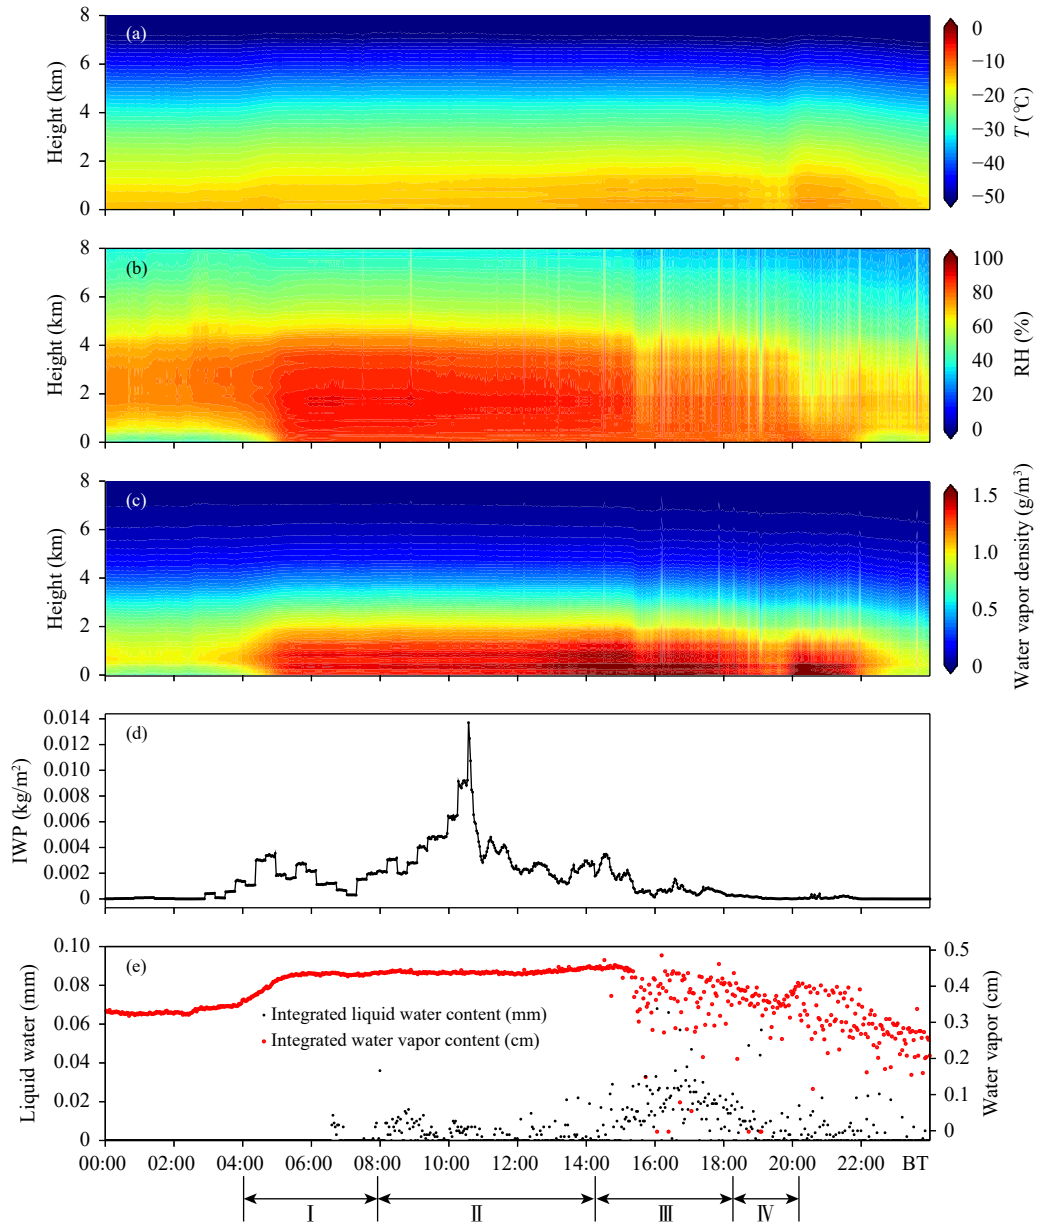 (a)
8
6
4
2
0
Height (km)
0
−10
−20
−30
−40
−50
T (℃)
(b)
8
6
4
2
0
Height (km)
100
80
60
40
20
0
RH (%)
(c)
8
6
4
2
0
Height (km)
1.5
1.0
0.5
0
Water vapor density (g/m³)
(d)
0.014
0.012
0.010
0.008
0.006
0.004
0.002
0
IWP (kg/m²)
(e)
0.10
0.08
0.06
0.04
0.02
0
Liquid water (mm)
Integrated liquid water content (mm)
Integrated water vapor content (cm)
0.5
0.4
0.3
0.2
0.1
0
Water vapor (cm)
00:00 02:00 04:00 06:00 08:00 10:00 12:00 14:00 16:00 18:00 20:00 22:00 BT
Ⅰ Ⅱ Ⅲ Ⅳ